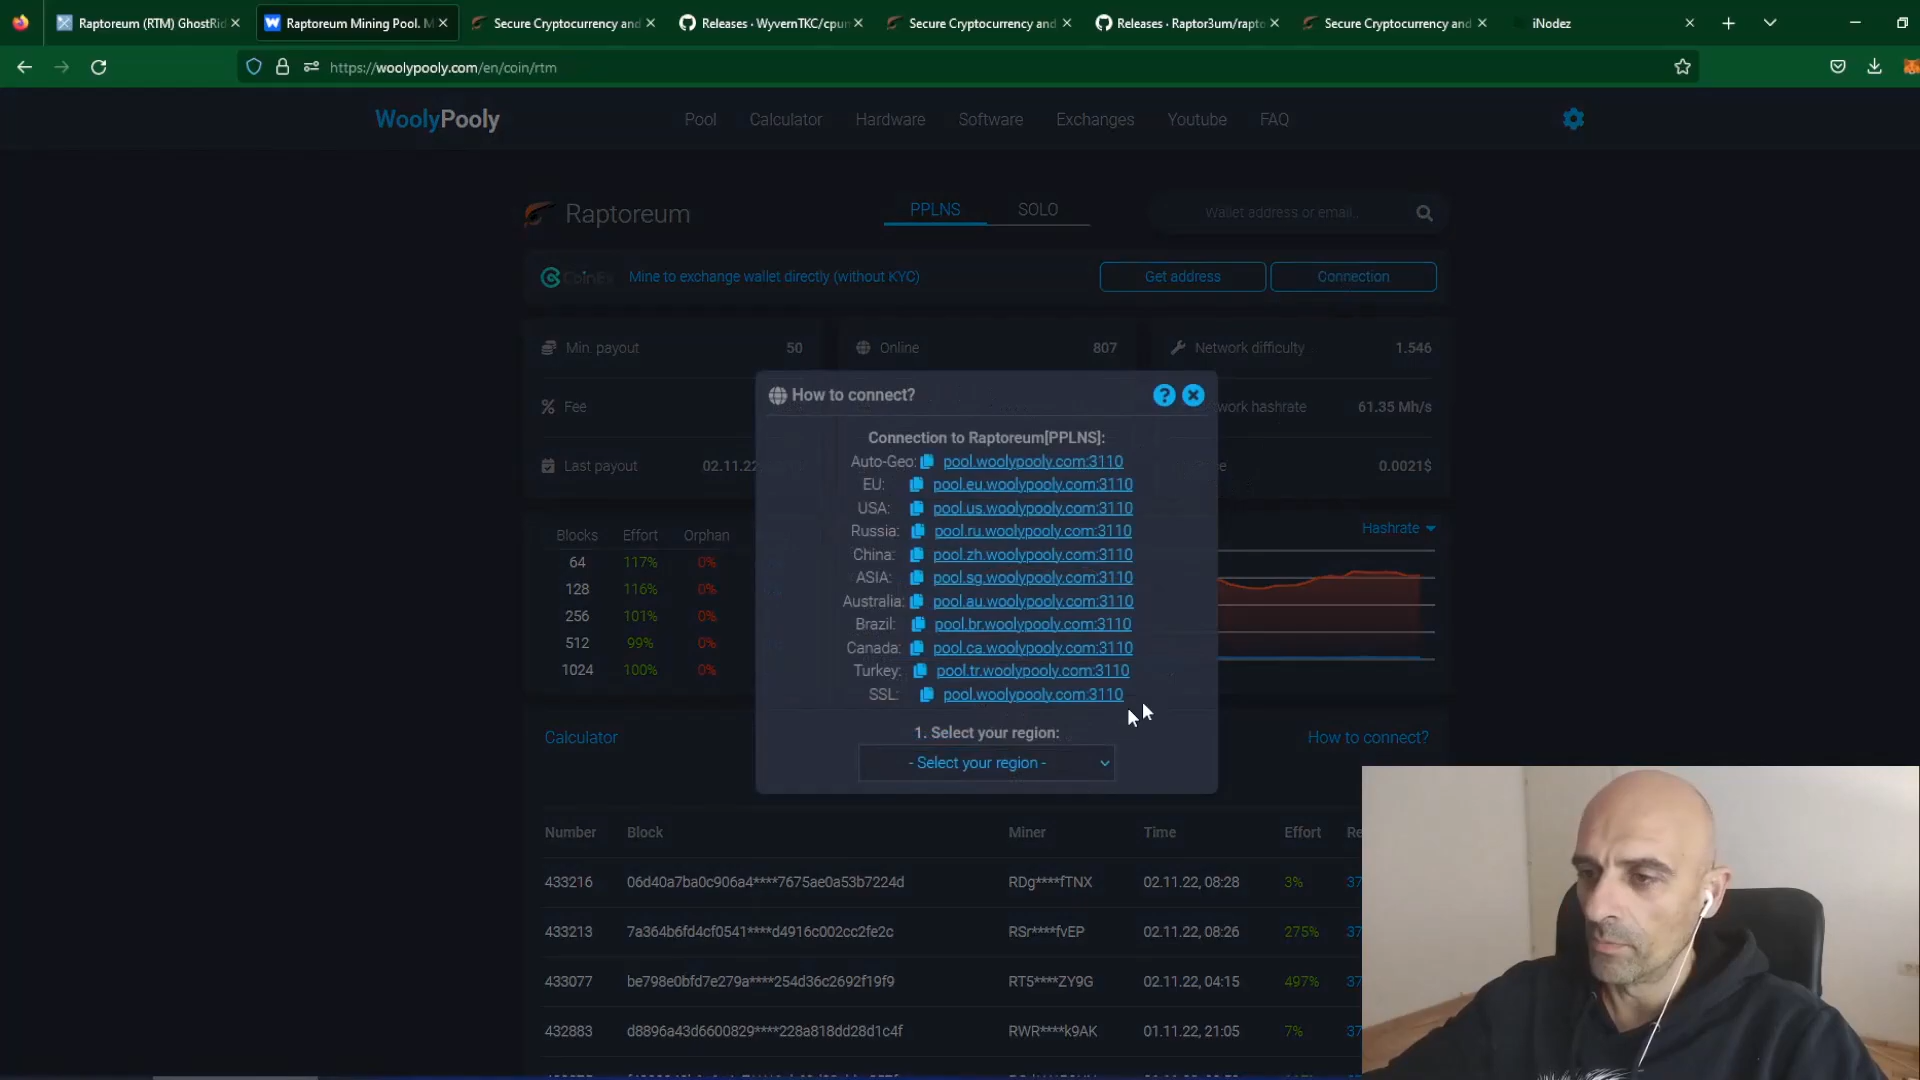 Raptoreum (RTM) GhostRid
Raptoreum Mining Pool. M
Secure Cryptocurrency and
Releases · WyvernTKC/cpum
Secure Cryptocurrency and
Releases · Raptor3um/rapto
Secure Cryptocurrency and
iNodez
https://woolypooly.com/en/coin/rtm
WoolyPooly
Pool Calculator Hardware Software Exchanges Youtube FAQ
Raptoreum
PPLNS SOLO
Wallet address or email..
CoinEx
Mine to exchange wallet directly (without KYC)
Get address
Connection
Min. payout 50
Online 807
Network difficulty 1.546
Fee
work hashrate 61.35 Mh/s
Last payout 02.11.22
0.0021$
How to connect?
Connection to Raptoreum[PPLNS]:
Auto-Geo: pool.woolypooly.com:3110
EU: pool.eu.woolypooly.com:3110
USA: pool.us.woolypooly.com:3110
Russia: pool.ru.woolypooly.com:3110
China: pool.zh.woolypooly.com:3110
ASIA: pool.sg.woolypooly.com:3110
Australia: pool.au.woolypooly.com:3110
Brazil: pool.br.woolypooly.com:3110
Canada: pool.ca.woolypooly.com:3110
Turkey: pool.tr.woolypooly.com:3110
SSL: pool.woolypooly.com:3110
1. Select your region:
- Select your region -
Blocks Effort Orphan
64 117% 0%
128 116% 0%
256 101% 0%
512 99% 0%
1024 100% 0%
Hashrate
Calculator
How to connect?
Number Block Miner Time Effort Re
433216 06d40a7ba0c906a4****7675ae0a53b7224d RDg****fTNX 02.11.22, 08:28 3% 37
433213 7a364b6fd4cf0541****d4916c002cc2fe2c RSr****fvEP 02.11.22, 08:26 275% 37
433077 be798e0bfd7e279a****254d36c2692f19f9 RT5****ZY9G 02.11.22, 04:15 497% 37
432883 d8896a43d6600829****228a818dd28d1c4f RWR****k9AK 01.11.22, 21:05 7% 37